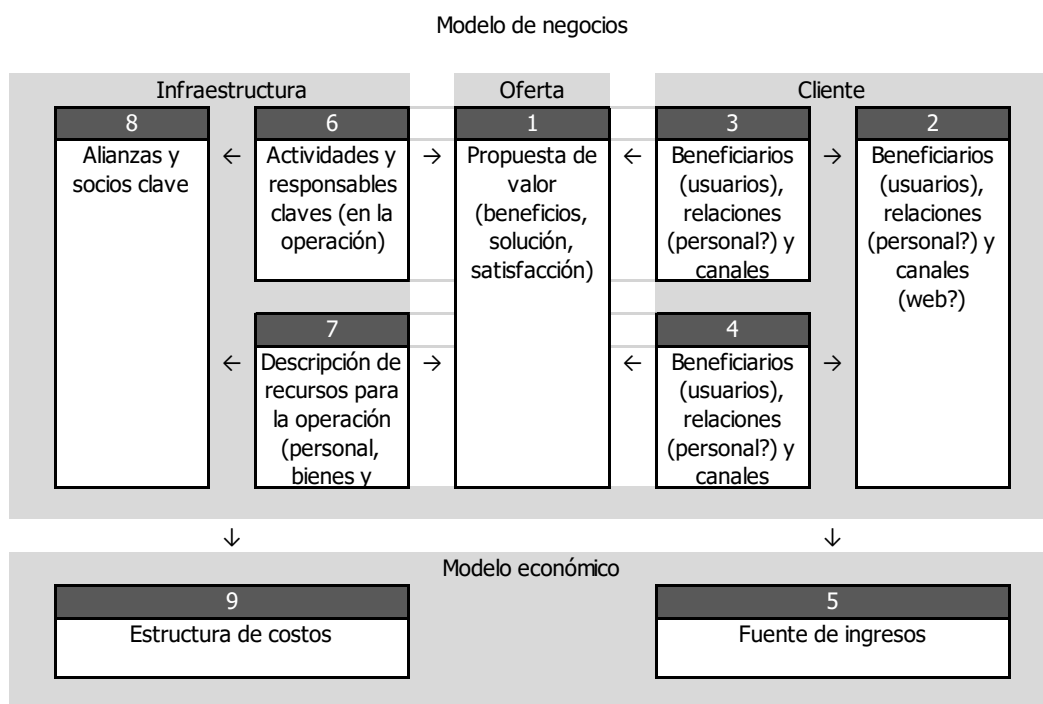 Modelo de negocios
Infraestructura
Oferta
Cliente
8
Alianzas y
socios clave
←
6
Actividades y
responsables
claves (en la
operación)
→
1
Propuesta de
valor
(beneficios,
solución,
satisfacción)
←
3
Beneficiarios
(usuarios),
relaciones
(personal?) y
canales
→
2
Beneficiarios
(usuarios),
relaciones
(personal?) y
canales
(web?)
←
7
Descripción de
recursos para
la operación
(personal,
bienes y
→
←
4
Beneficiarios
(usuarios),
relaciones
(personal?) y
canales
→
↓
↓
Modelo económico
9
Estructura de costos
5
Fuente de ingresos